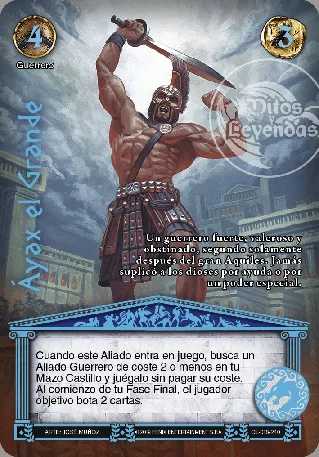 4
3
Guerrero
Mitos y
Leyendas
Áyax el Grande
Un guerrero fuerte, valeroso y
obstinado, segundo solamente
después del gran Aquiles. Jamás
suplicó a los dioses por ayuda o por
un poder especial.
Cuando este Aliado entra en juego, busca un
Aliado Guerrero de coste 2 o menos en tu
Mazo Castillo y juégalo sin pagar su coste.
Al comienzo de tu Fase Final, el jugador
objetivo bota 2 cartas.
ARTE: JOSÉ MUÑOZ